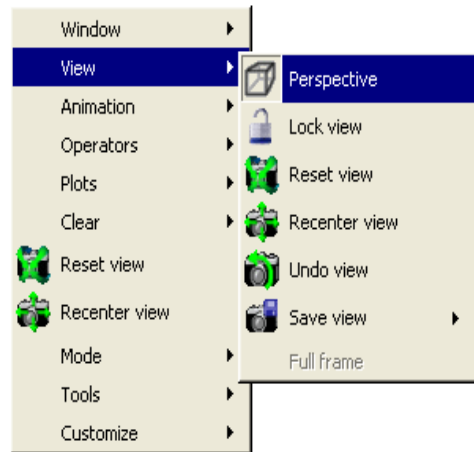 Window
View
Animation
Operators
Plots
Clear
Reset view
Recenter view
Mode
Tools
Customize
Perspective
Lock view
Reset view
Recenter view
Undo view
Save view
Full frame